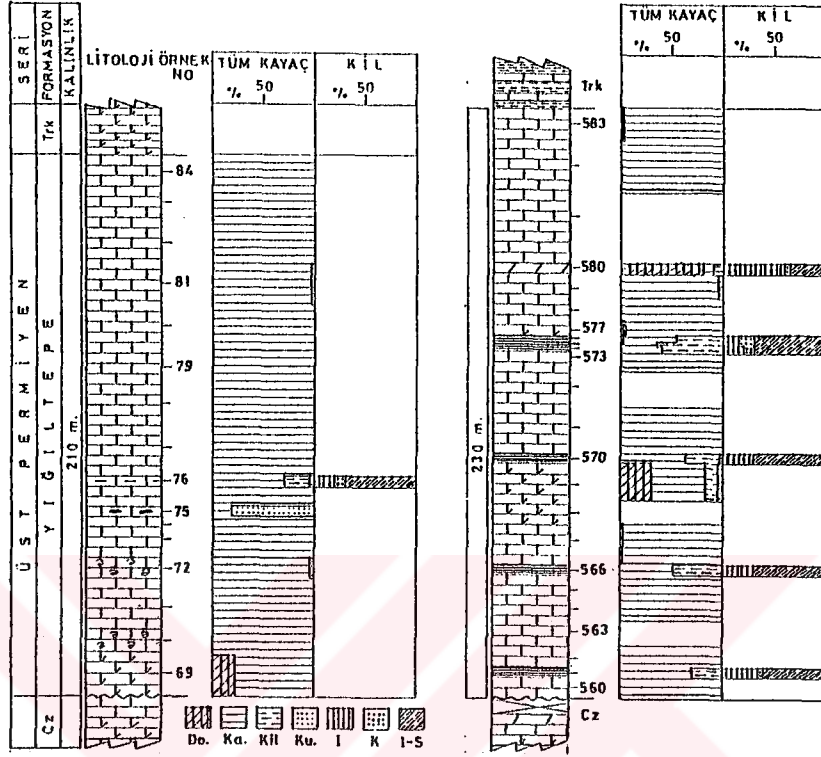 SERİ
FORMASYON
KALINLIK
LİTOLOJİ ÖRNEK NO
TÜM KAYAÇ
% 50
KİL
% 50
Trk
ÜST PERMİYEN
YIĞILTEPE
210 m.
Cz
84
81
79
76
75
72
69
Do. Ka. Kil Ku. I K I-S
TÜM KAYAÇ
% 50
KİL
% 50
Trk
230 m.
583
580
577
573
570
566
563
560
Cz